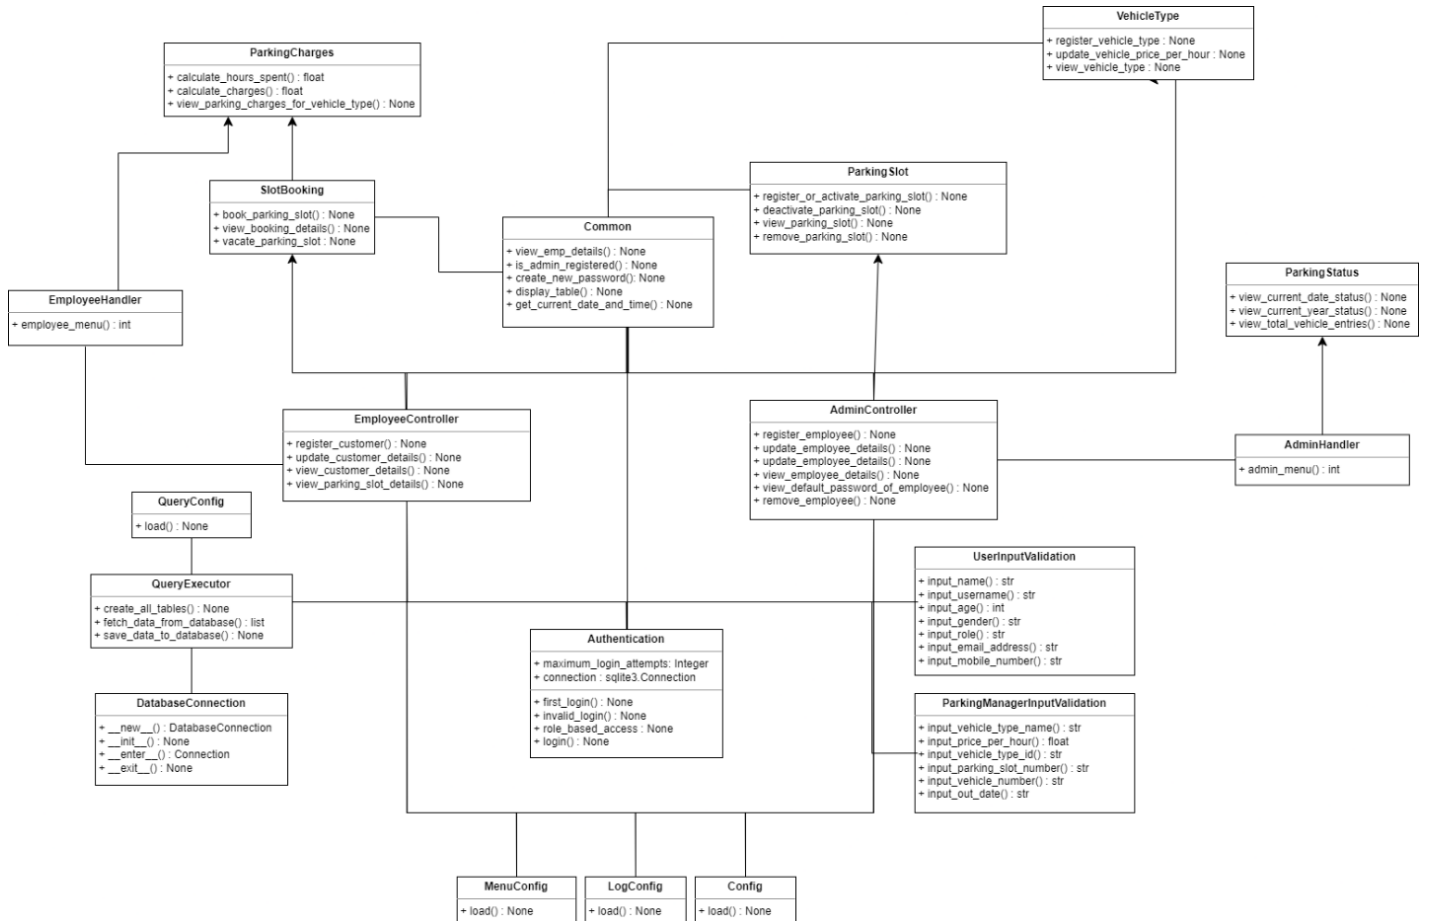 VehicleType
+ register_vehicle_type : None
+ update_vehicle_price_per_hour : None
+ view_vehicle_type : None
ParkingCharges
+ calculate_hours_spent() : float
+ calculate_charges() : float
+ view_parking_charges_for_vehicle_type() : None
ParkingSlot
+ register_or_activate_parking_slot() : None
+ deactivate_parking_slot() : None
+ view_parking_slot() : None
+ remove_parking_slot() : None
SlotBooking
+ book_parking_slot() : None
+ view_booking_details() : None
+ vacate_parking_slot : None
Common
+ view_emp_details() : None
+ is_admin_registered() : None
+ create_new_password(): None
+ display_table() : None
+ get_current_date_and_time() : None
ParkingStatus
+ view_current_date_status() : None
+ view_current_year_status() : None
+ view_total_vehicle_entries() : None
EmployeeHandler
+ employee_menu() : int
EmployeeController
+ register_customer() : None
+ update_customer_details() : None
+ view_customer_details() : None
+ view_parking_slot_details() : None
AdminController
+ register_employee() : None
+ update_employee_details() : None
+ update_employee_details() : None
+ view_employee_details() : None
+ view_default_password_of_employee() : None
+ remove_employee() : None
AdminHandler
+ admin_menu() : int
QueryConfig
+ load() : None
QueryExecutor
+ create_all_tables() : None
+ fetch_data_from_database() : list
+ save_data_to_database() : None
UserInputValidation
+ input_name() : str
+ input_username() : str
+ input_age() : int
+ input_gender() : str
+ input_role() : str
+ input_email_address() : str
+ input_mobile_number() : str
Authentication
+ maximum_login_attempts: Integer
+ connection : sqlite3.Connection
+ first_login() : None
+ invalid_login() : None
+ role_based_access : None
+ login() : None
DatabaseConnection
+ __new__() : DatabaseConnection
+ __init__() : None
+ __enter__() : Connection
+ __exit__() : None
ParkingManagerInputValidation
+ input_vehicle_type_name() : str
+ input_price_per_hour() : float
+ input_vehicle_type_id() : str
+ input_parking_slot_number() : str
+ input_vehicle_number() : str
+ input_out_date() : str
MenuConfig
+ load() : None
LogConfig
+ load() : None
Config
+ load() : None